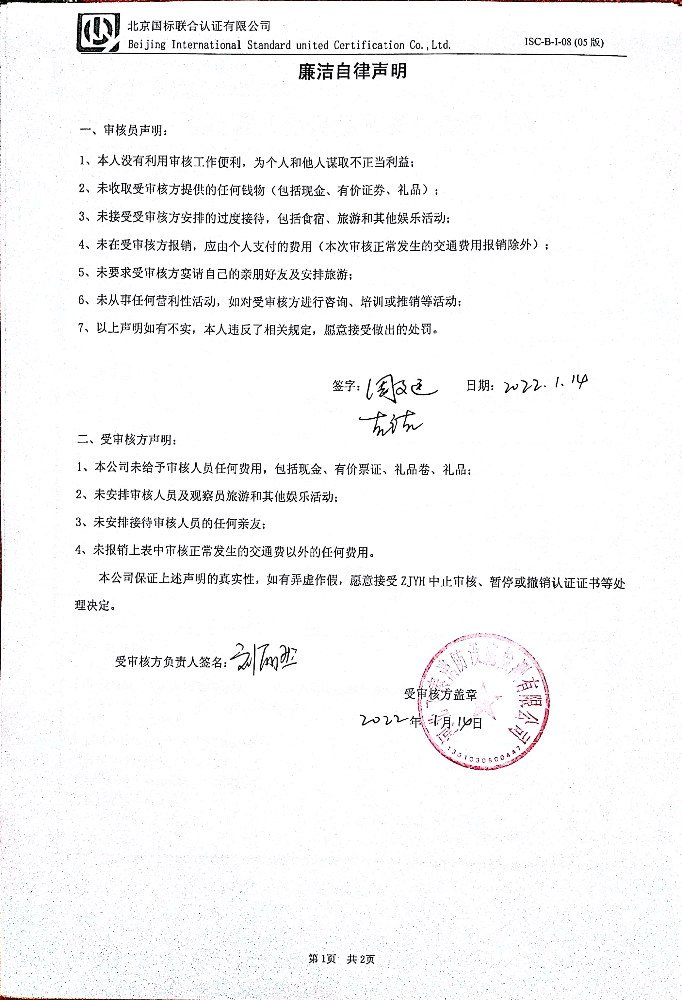 北京国标联合认证有限公司
Beijing International Standard united Certification Co.,Ltd.
ISC-B-I-08 (05 版)
廉洁自律声明
一、审核员声明：
1、本人没有利用审核工作便利，为个人和他人谋取不正当利益；
2、未收取受审核方提供的任何钱物（包括现金、有价证券、礼品）；
3、未接受受审核方安排的过度接待，包括食宿、旅游和其他娱乐活动；
4、未在受审核方报销，应由个人支付的费用（本次审核正常发生的交通费用报销除外）；
5、未要求受审核方宴请自己的亲朋好友及安排旅游；
6、未从事任何营利性活动，如对受审核方进行咨询、培训或推销等活动；
7、以上声明如有不实，本人违反了相关规定，愿意接受做出的处罚。
签字： 日期：2022.1.14
二、受审核方声明：
1、本公司未给予审核人员任何费用，包括现金、有价票证、礼品卷、礼品；
2、未安排审核人员及观察员旅游和其他娱乐活动；
3、未安排接待审核人员的任何亲友；
4、未报销上表中审核正常发生的交通费以外的任何费用。
本公司保证上述声明的真实性，如有弄虚作假，愿意接受 ZJYH 中止审核、暂停或撤销认证证书等处
理决定。
受审核方负责人签名：刘丽
消防设施检测有限公司
受审核方盖章
2022年 1月14日
1301030800447
第 1页 共 2页